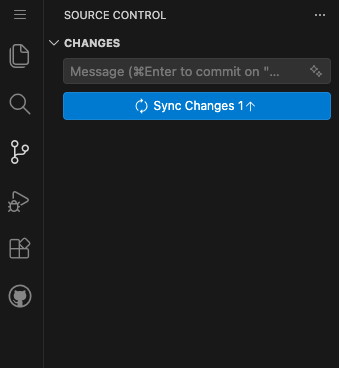 SOURCE CONTROL
CHANGES
Message (⌘Enter to commit on "...
Sync Changes 1↑